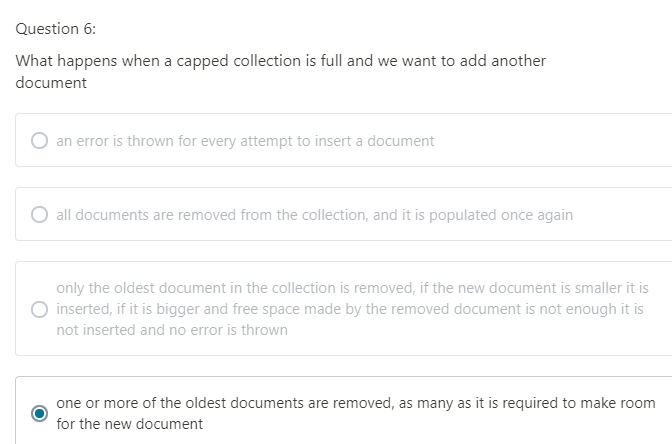 Question 6:
What happens when a capped collection is full and we want to add another
document
an error is thrown for every attempt to insert a document
all documents are removed from the collection, and it is populated once again
only the oldest document in the collection is removed, if the new document is smaller it is
inserted, if it is bigger and free space made by the removed document is not enough it is
not inserted and no error is thrown
one or more of the oldest documents are removed, as many as it is required to make room
for the new document